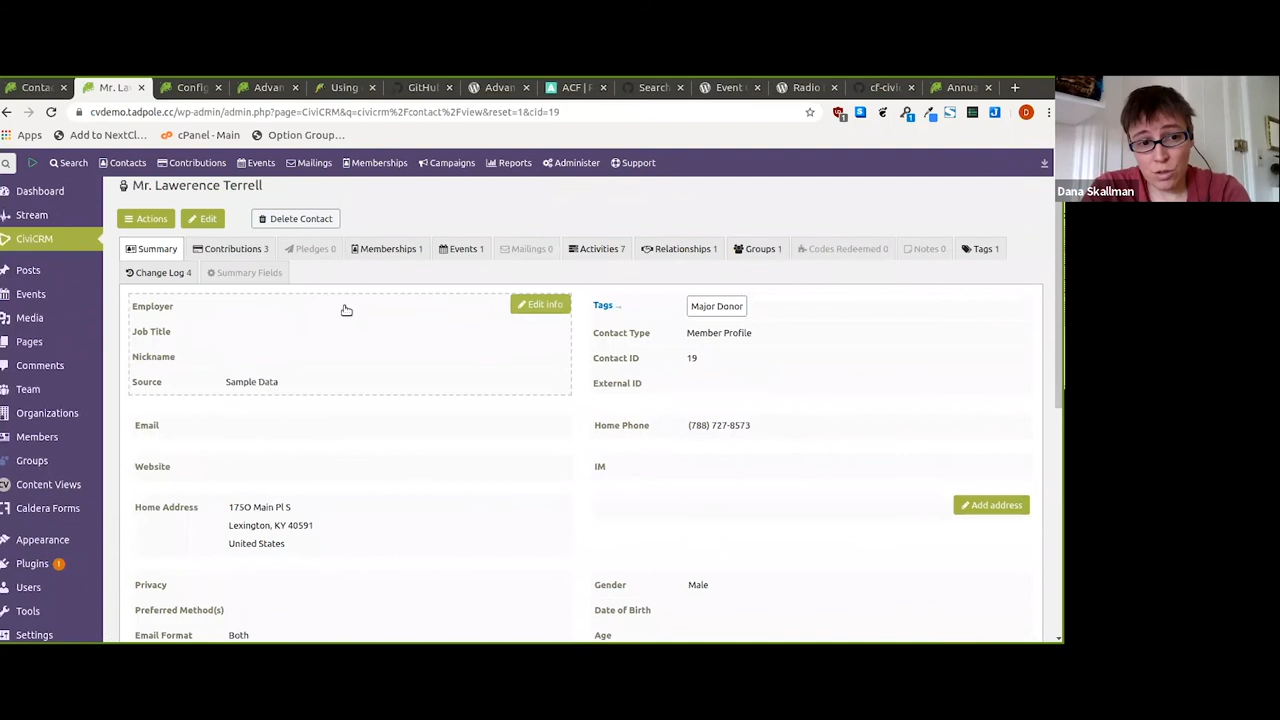 Conta
Mr. La
Config
Advan
Using
GitHub
Advan
ACF | P
Search
Event
Radio
cf-civic
Annua
cvdemo.tadpole.cc/wp-admin/admin.php?page=CiviCRM&q=civicrm%2Fcontact%2Fview&reset=1&cid=19
Apps
Add to NextCl...
cPanel - Main
Option Group...
Dana Skallman
Search
Contacts
Contributions
Events
Mailings
Memberships
Campaigns
Reports
Administer
Support
Dashboard
Stream
CiviCRM
Posts
Events
Media
Pages
Comments
Team
Organizations
Members
Groups
Content Views
Caldera Forms
Appearance
Plugins 1
Users
Tools
Settings
Mr. Lawerence Terrell
Actions
Edit
Delete Contact
Summary
Contributions 3
Pledges 0
Memberships 1
Events 1
Mailings 0
Activities 7
Relationships 1
Groups 1
Codes Redeemed 0
Notes 0
Tags 1
Change Log 4
Summary Fields
Employer
Edit info
Job Title
Nickname
Source Sample Data
Tags Major Donor
Contact Type Member Profile
Contact ID 19
External ID
Email
Home Phone (788) 727-8573
Website
IM
Home Address 175O Main Pl S
Lexington, KY 40591
United States
Add address
Privacy
Gender Male
Preferred Method(s)
Date of Birth
Email Format Both
Age